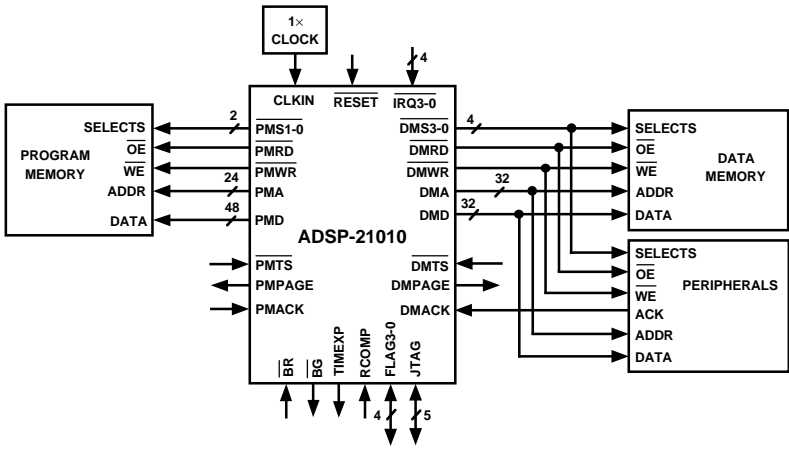 1×
CLOCK
4
CLKIN
RESET
IRQ3-0
SELECTS
2
PMS1-0
DMS3-0
4
SELECTS
OE
PMRD
DMRD
OE
PROGRAM
MEMORY
DATA
MEMORY
WE
PMWR
DMWR
WE
ADDR
24
PMA
DMA
32
ADDR
DATA
48
PMD
DMD
32
DATA
ADSP-21010
SELECTS
PMTS
DMTS
OE
PMPAGE
DMPAGE
WE
PERIPHERALS
PMACK
DMACK
ACK
ADDR
DATA
BR
BG
TIMEXP
RCOMP
FLAG3-0
JTAG
4
5